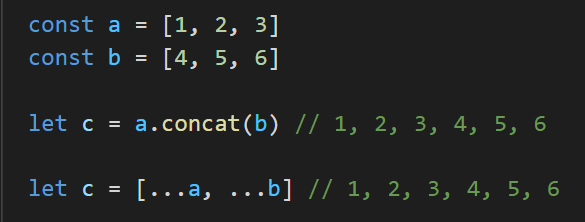 const a = [1, 2, 3]
const b = [4, 5, 6]
let c = a.concat(b) // 1, 2, 3, 4, 5, 6
let c = [...a, ...b] // 1, 2, 3, 4, 5, 6